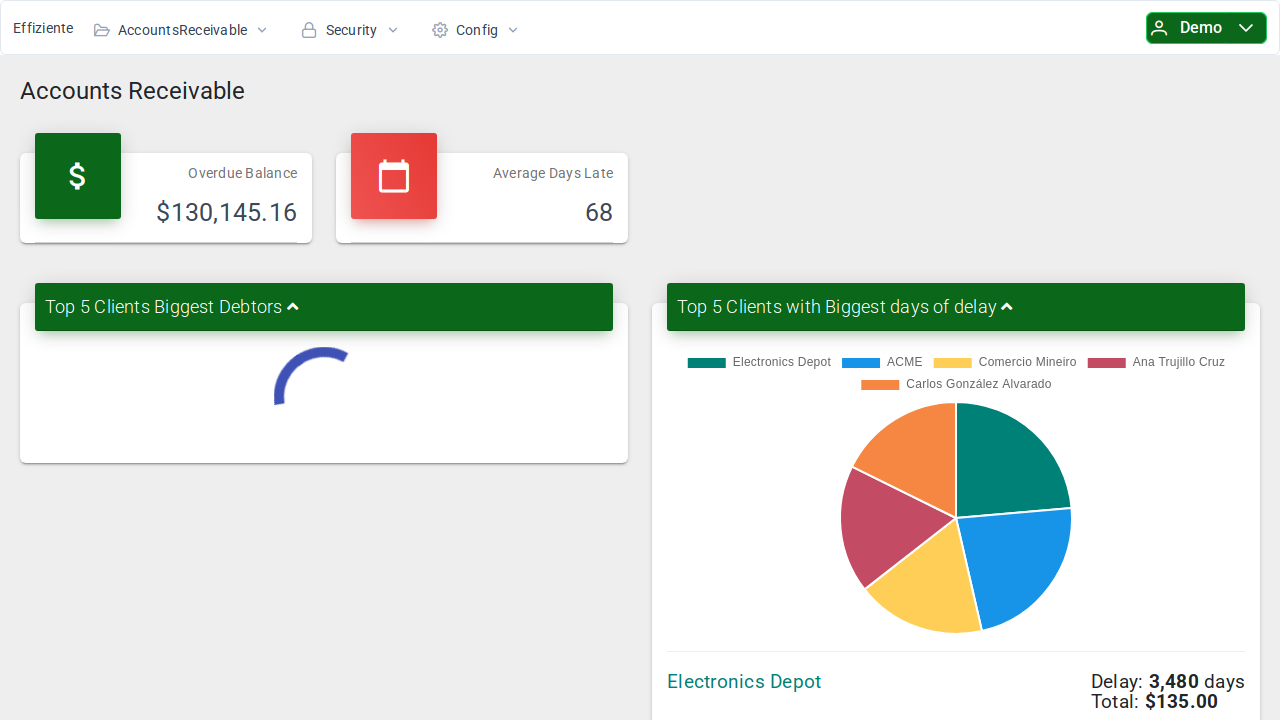 Effiziente AccountsReceivable Security Config Demo
Accounts Receivable
Overdue Balance
$130,145.16
Average Days Late
68
Top 5 Clients Biggest Debtors
Top 5 Clients with Biggest days of delay
Electronics Depot ACME Comercio Mineiro Ana Trujillo Cruz
Carlos González Alvarado
Electronics Depot
Delay: 3,480 days
Total: $135.00